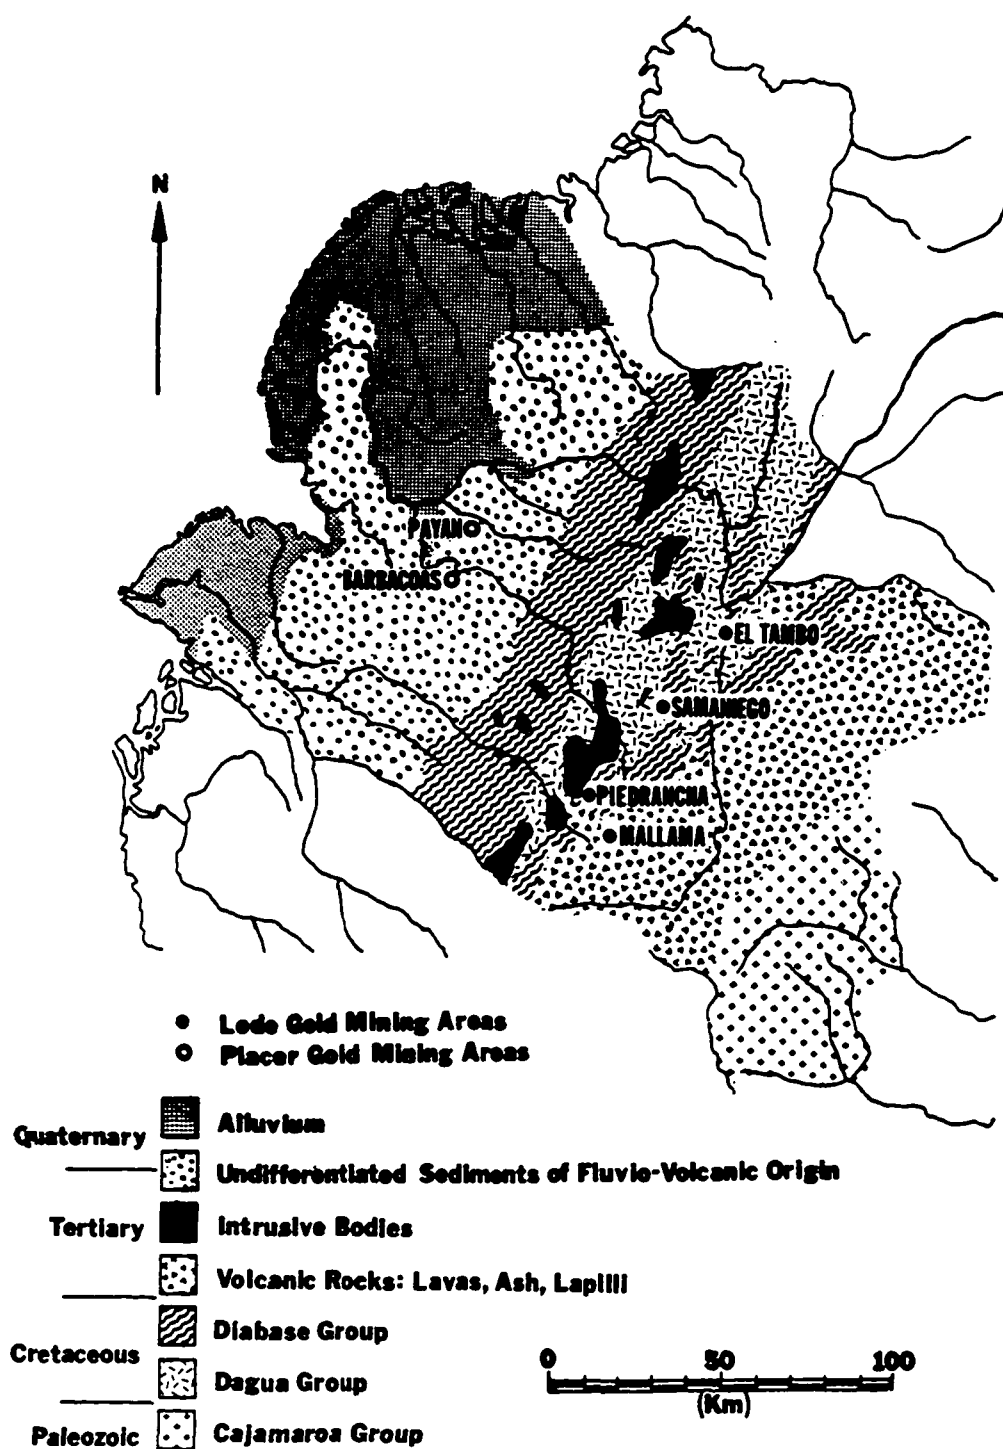 N
PAYAN
BARBACOAS
EL TAMBO
SAMANIEGO
PIEDRANCHA
MALLAMA
Lode Gold Mining Areas
Placer Gold Mining Areas
Quaternary
Alluvium
Undifferentiated Sediments of Fluvio-Volcanic Origin
Tertiary
Intrusive Bodies
Volcanic Rocks: Lavas, Ash, Lapilli
Cretaceous
Diabase Group
Dagua Group
Paleozoic
Cajamaroa Group
0 50 100
(Km)